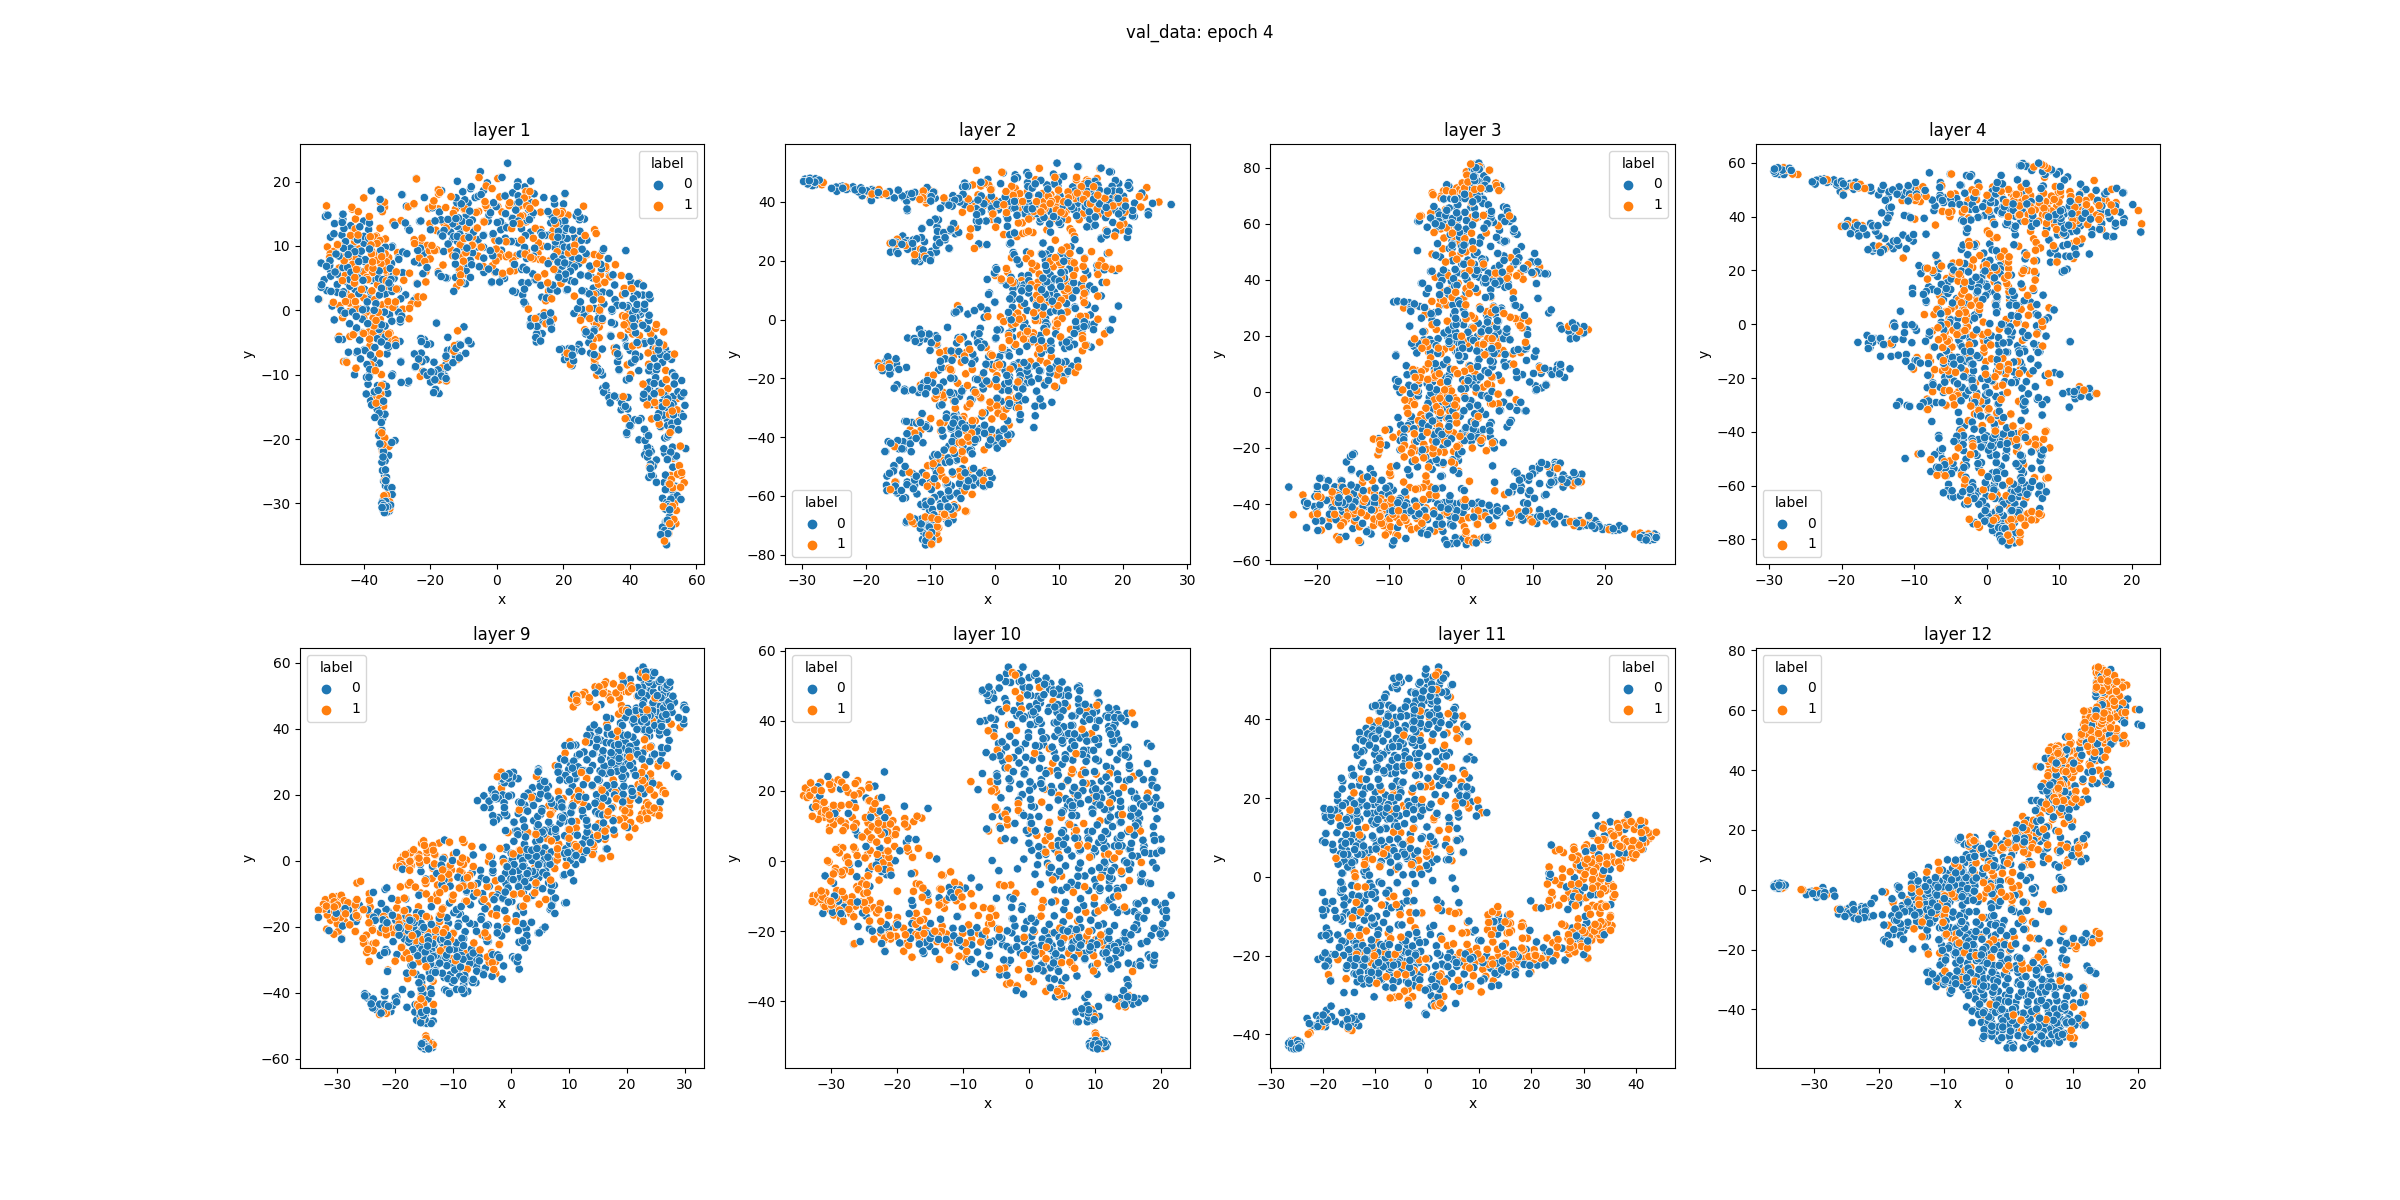 val_data: epoch 4
layer 1
label
0
1
20
10
0
−10
−20
−30
y
−40 −20 0 20 40 60
x
layer 2
label
0
1
40
20
0
−20
−40
−60
−80
y
−30 −20 −10 0 10 20 30
x
layer 3
label
0
1
80
60
40
20
0
−20
−40
−60
y
−20 −10 0 10 20
x
layer 4
label
0
1
60
40
20
0
−20
−40
−60
−80
y
−30 −20 −10 0 10 20
x
layer 9
label
0
1
60
40
20
0
−20
−40
−60
y
−30 −20 −10 0 10 20 30
x
layer 10
label
0
1
60
40
20
0
−20
−40
y
−30 −20 −10 0 10 20
x
layer 11
label
0
1
40
20
0
−20
−40
y
−30 −20 −10 0 10 20 30 40
x
layer 12
label
0
1
80
60
40
20
0
−20
−40
y
−30 −20 −10 0 10 20
x